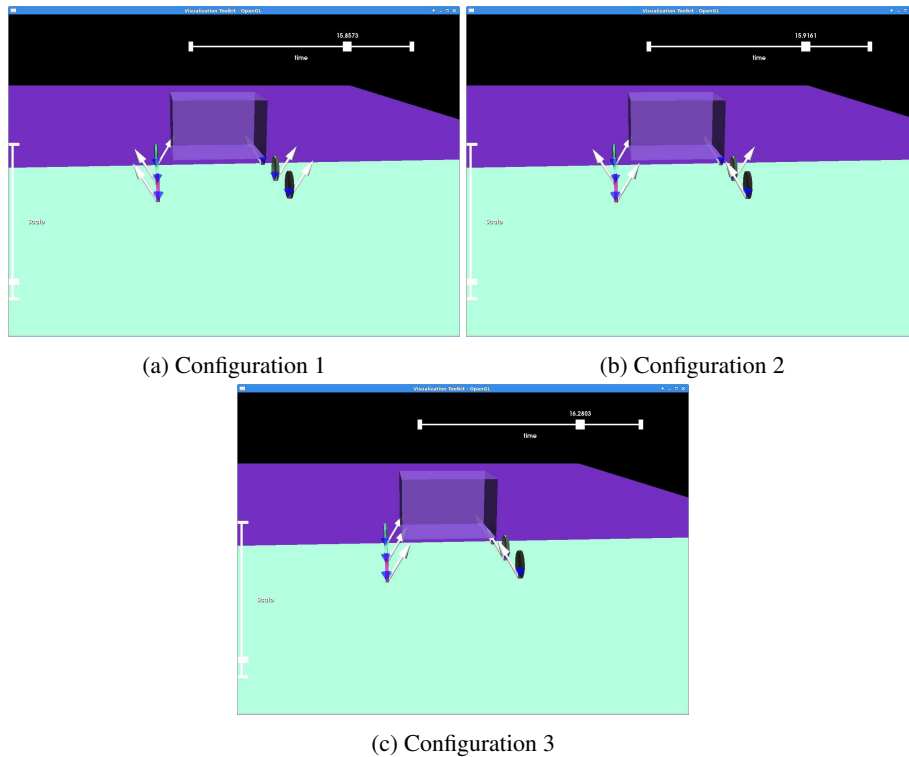 Visualization Toolkit - OpenGL
15.8573
time
Scale
Visualization Toolkit - OpenGL
15.9161
time
Scale
(a) Configuration 1
(b) Configuration 2
Visualization Toolkit - OpenGL
16.2803
time
Scale
(c) Configuration 3